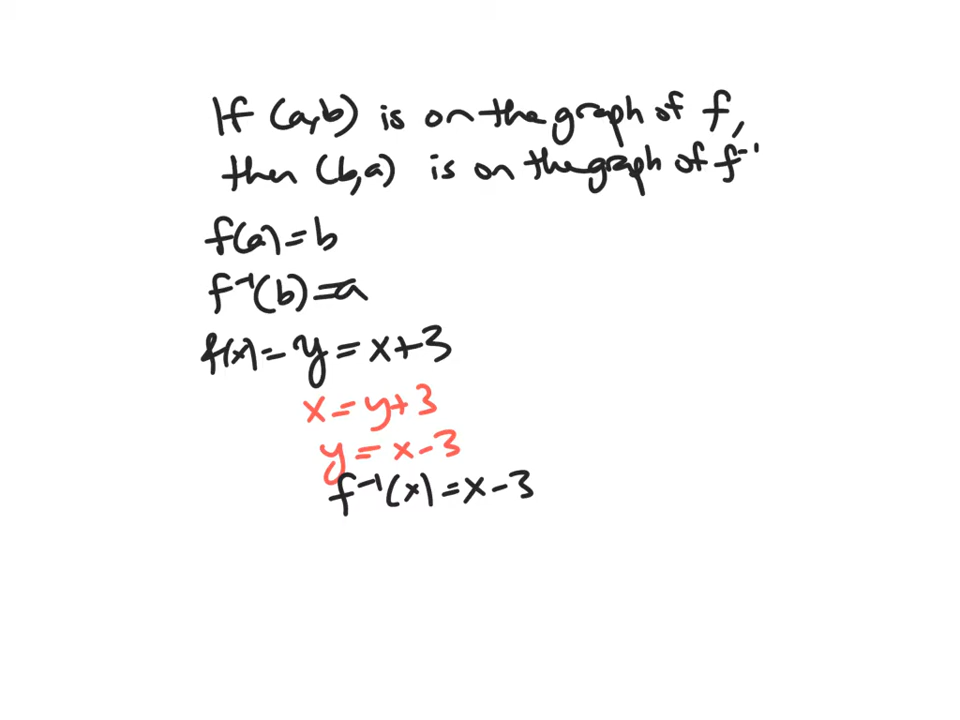 If (a,b) is on the graph of f,
then (b,a) is on the graph of f⁻¹
f(a)=b
f⁻¹(b)=a
f(x)=y=x+3
x=y+3
y=x-3
f⁻¹(x)=x-3